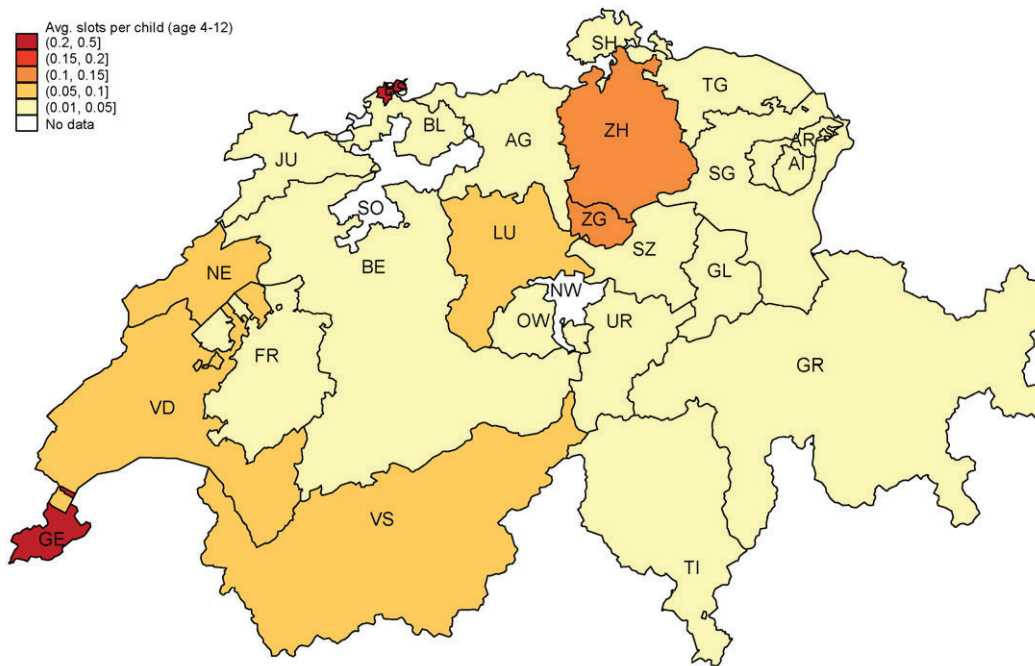 Avg. slots per child (age 4-12)
(0.2, 0.5]
(0.15, 0.2]
(0.1, 0.15]
(0.05, 0.1]
(0.01, 0.05]
No data
SH
TG
BL
AG
ZH
AR
AI
JU
SG
SO
ZG
LU
SZ
NE
BE
GL
NW
OW
UR
FR
GR
VD
VS
GE
TI